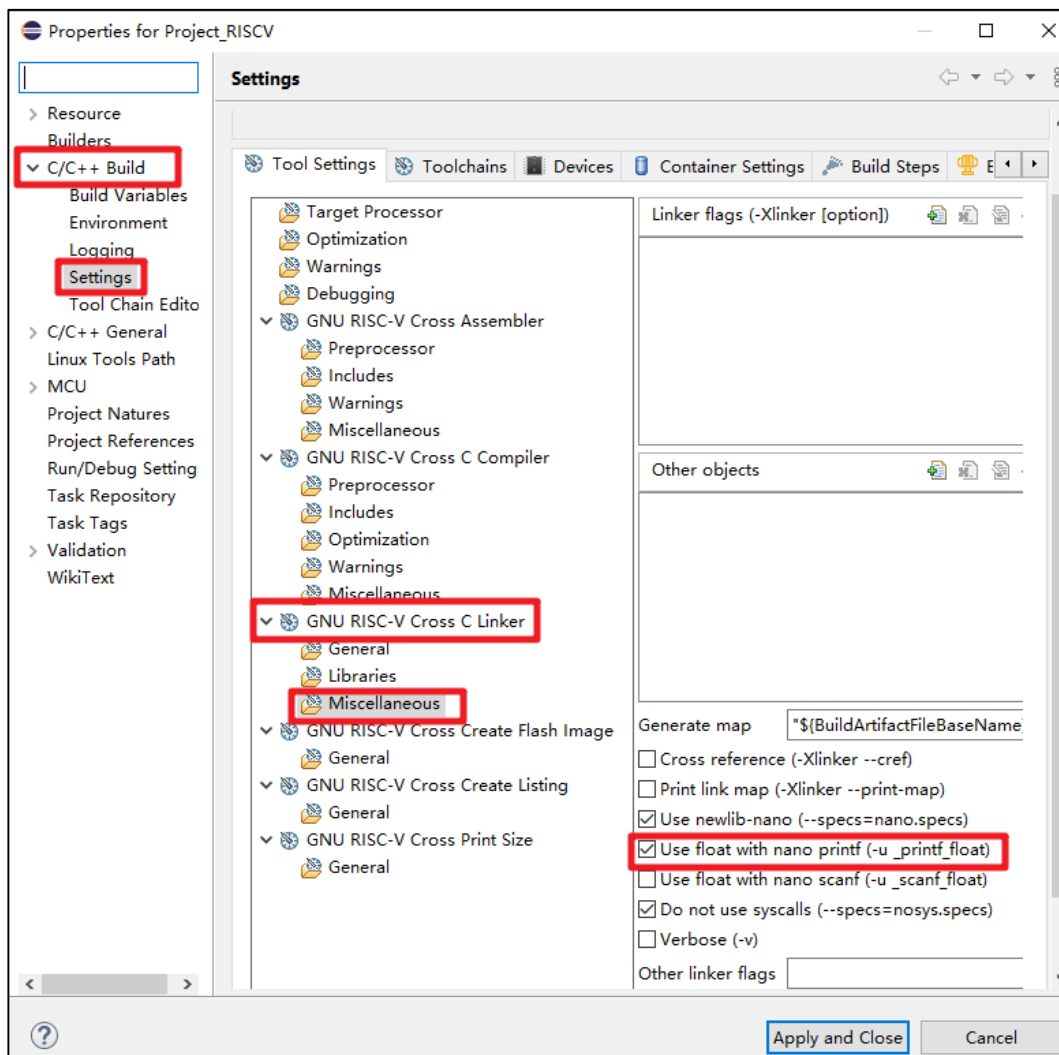 Properties for Project_RISCV
Settings
Resource
Builders
C/C++ Build
Build Variables
Environment
Logging
Settings
Tool Chain Edito
C/C++ General
Linux Tools Path
MCU
Project Natures
Project References
Run/Debug Setting
Task Repository
Task Tags
Validation
WikiText
Tool Settings
Toolchains
Devices
Container Settings
Build Steps
E
Target Processor
Optimization
Warnings
Debugging
GNU RISC-V Cross Assembler
Preprocessor
Includes
Warnings
Miscellaneous
GNU RISC-V Cross C Compiler
Preprocessor
Includes
Optimization
Warnings
Miscellaneous
GNU RISC-V Cross C Linker
General
Libraries
Miscellaneous
GNU RISC-V Cross Create Flash Image
General
GNU RISC-V Cross Create Listing
General
GNU RISC-V Cross Print Size
General
Linker flags (-Xlinker [option])
Other objects
Generate map "${BuildArtifactFileBaseName}
Cross reference (-Xlinker --cref)
Print link map (-Xlinker --print-map)
Use newlib-nano (--specs=nano.specs)
Use float with nano printf (-u _printf_float)
Use float with nano scanf (-u _scanf_float)
Do not use syscalls (--specs=nosys.specs)
Verbose (-v)
Other linker flags
?
Apply and Close
Cancel